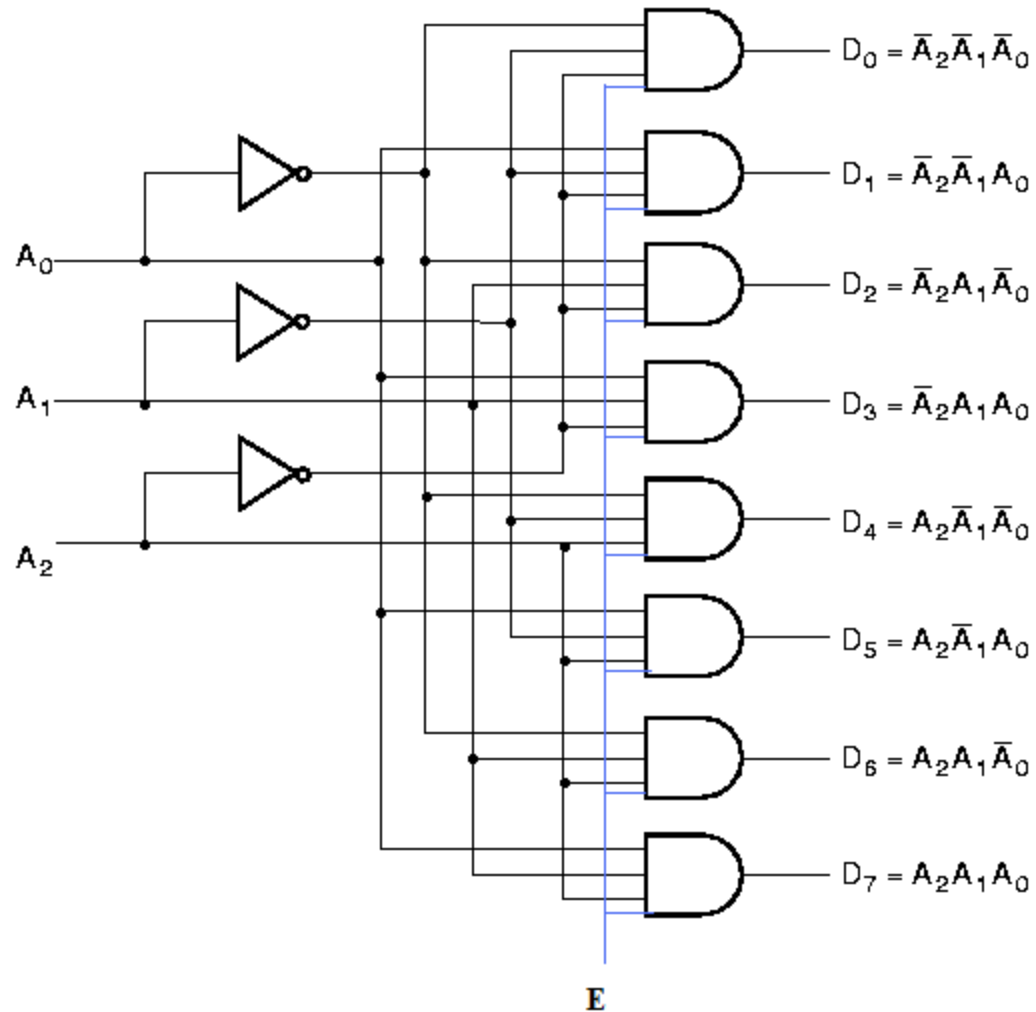 D₀ = A̅₂A̅₁A̅₀
D₁ = A̅₂A̅₁A₀
A₀
D₂ = A̅₂A₁A̅₀
A₁
D₃ = A̅₂A₁A₀
D₄ = A₂A̅₁A̅₀
A₂
D₅ = A₂A̅₁A₀
D₆ = A₂A₁A̅₀
D₇ = A₂A₁A₀
E